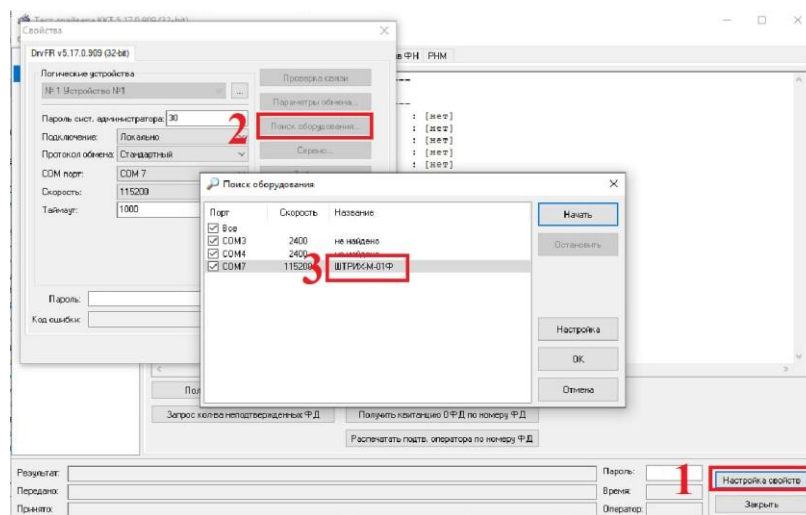 Тест драйвера ККТ 5.17.0.909 (32-bit)
Свойства
DrvFR v5.17.0.909 (32-bit)
ФН РНМ
Логические устройства
№ 1 Устройство №1
...
Проверка связи
Параметры обмена...
Пароль сист. администратора: 30
2
Поиск оборудования...
Подключение: Локально
Сервис...
Протокол обмена: Стандартный
COM порт: COM 7
Скорость: 115200
Таймаут: 1000
: [нет]
: [нет]
: [нет]
: [нет]
: [нет]
Поиск оборудования
Порт Скорость Название
Все
COM3 2400 не найдено
COM4 2400 не найдено
COM7 115200 ШТРИХ-М-01Ф
3
Начать
Остановить
Настройка
OK
Отмена
Пароль:
Код ошибки:
Запрос кол-ва неподтвержденных ФД
Получить квитанцию ОФД по номеру ФД
Распечатать подтв. оператора по номеру ФД
Результат:
Передано:
Принято:
Пароль:
Время:
Оператор:
1
Настройка свойств
Закрыть